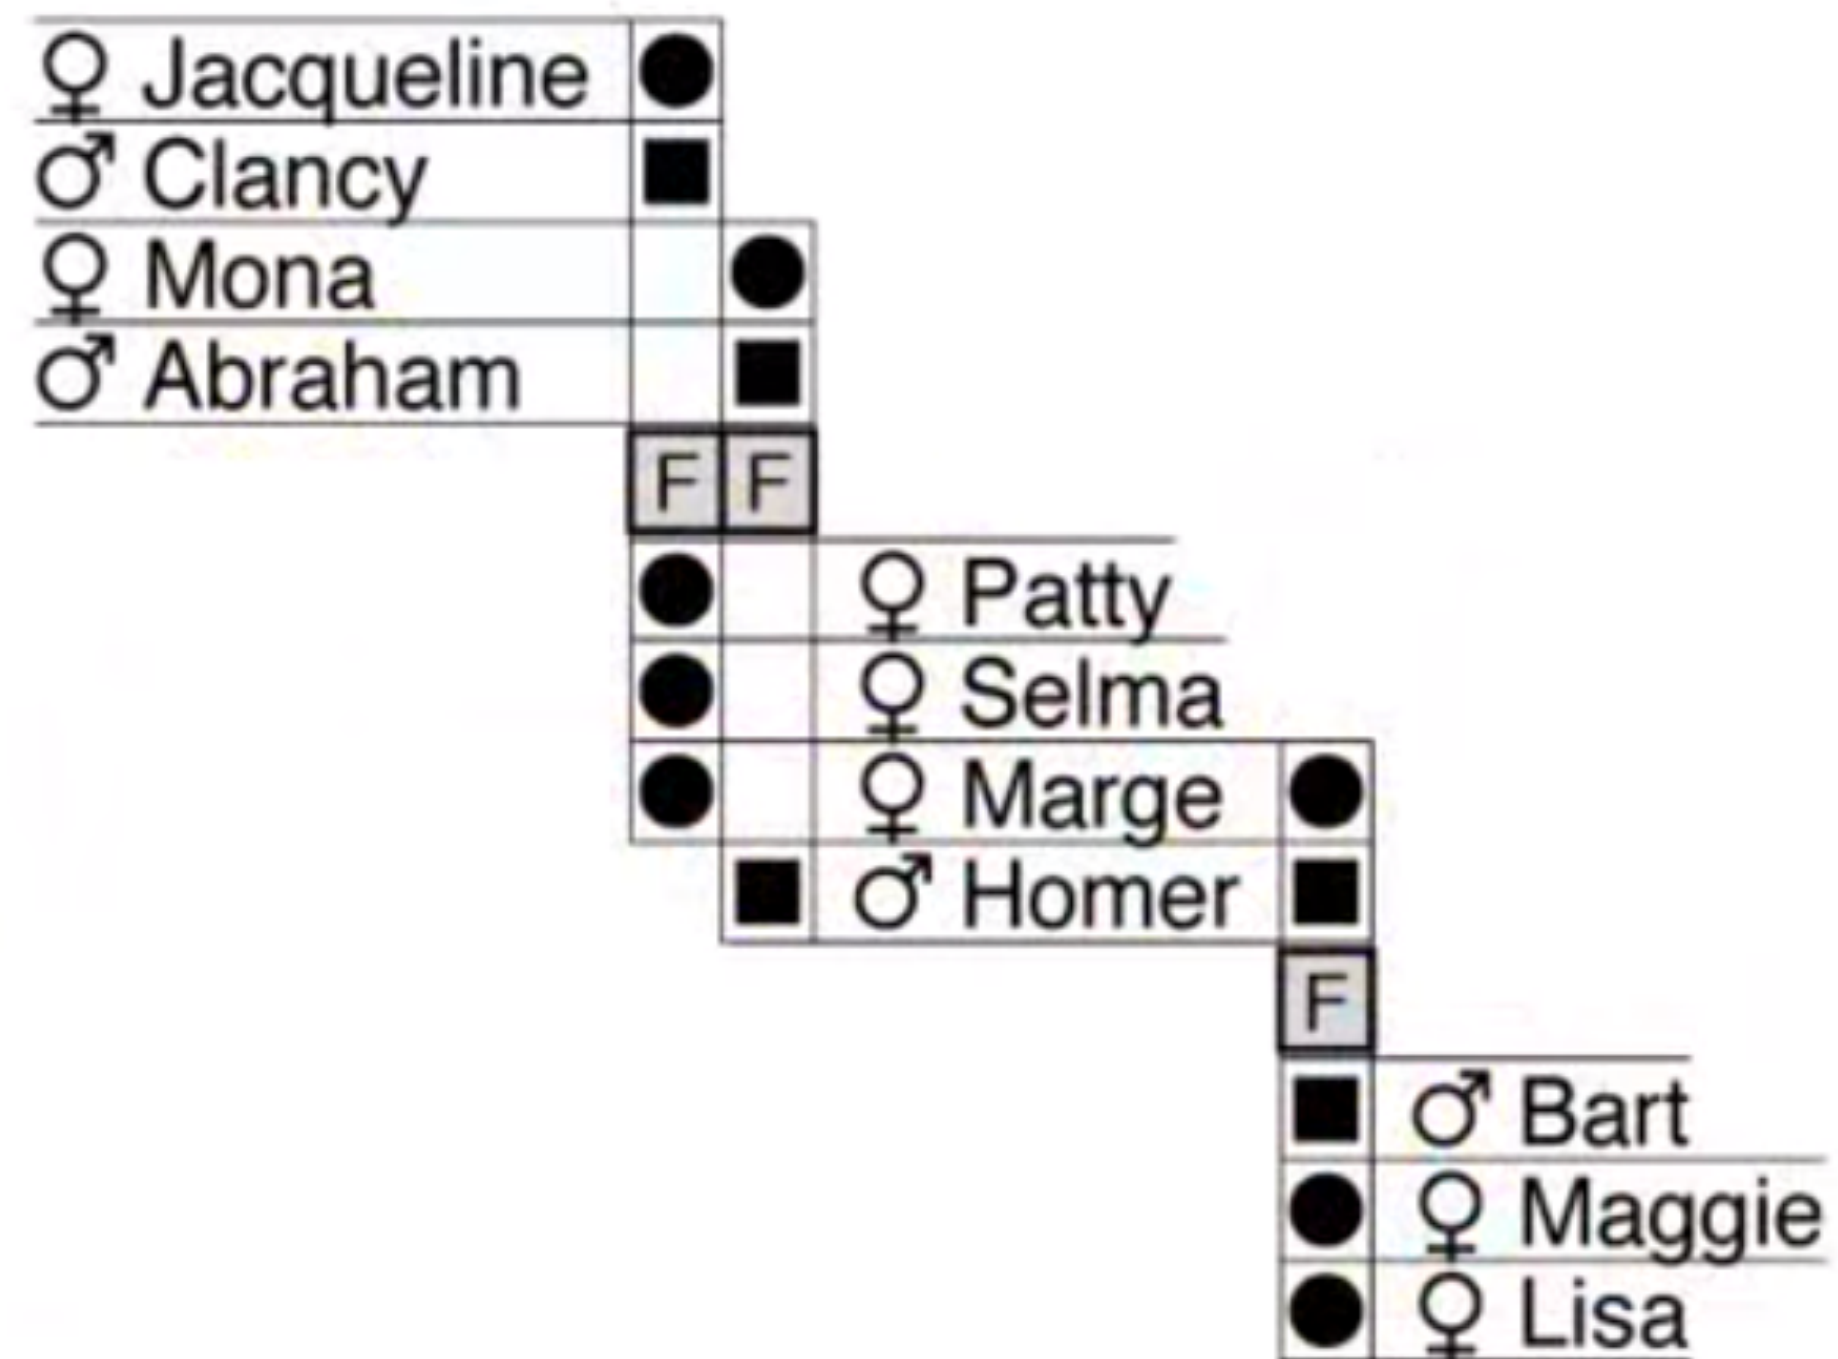 ♀ Jacqueline
♂ Clancy
♀ Mona
♂ Abraham
F F
♀ Patty
♀ Selma
♀ Marge
♂ Homer
F
♂ Bart
♀ Maggie
♀ Lisa